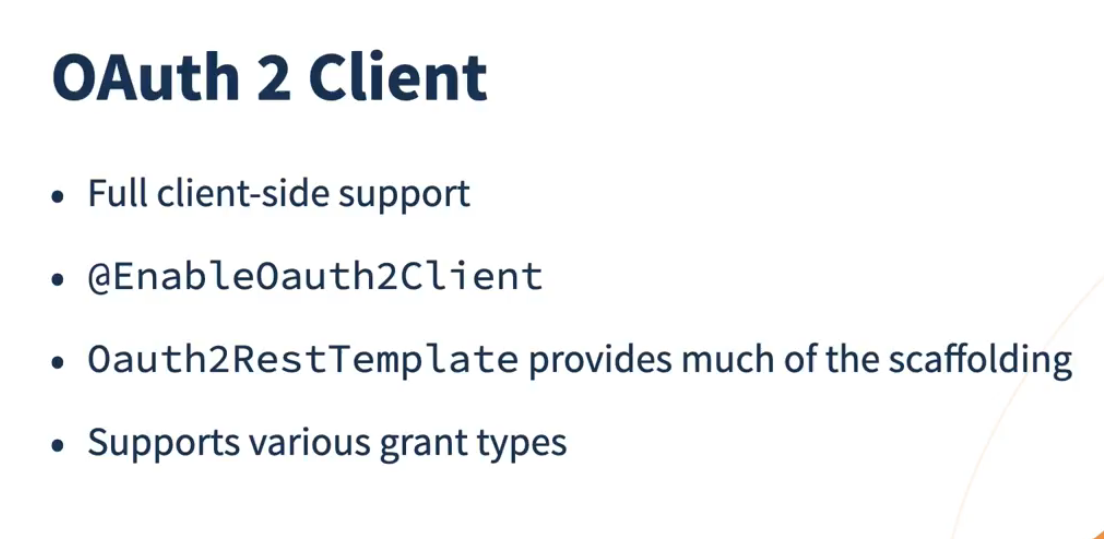 OAuth 2 Client
• Full client-side support
• @EnableOauth2Client
• Oauth2RestTemplate provides much of the scaffolding
• Supports various grant types